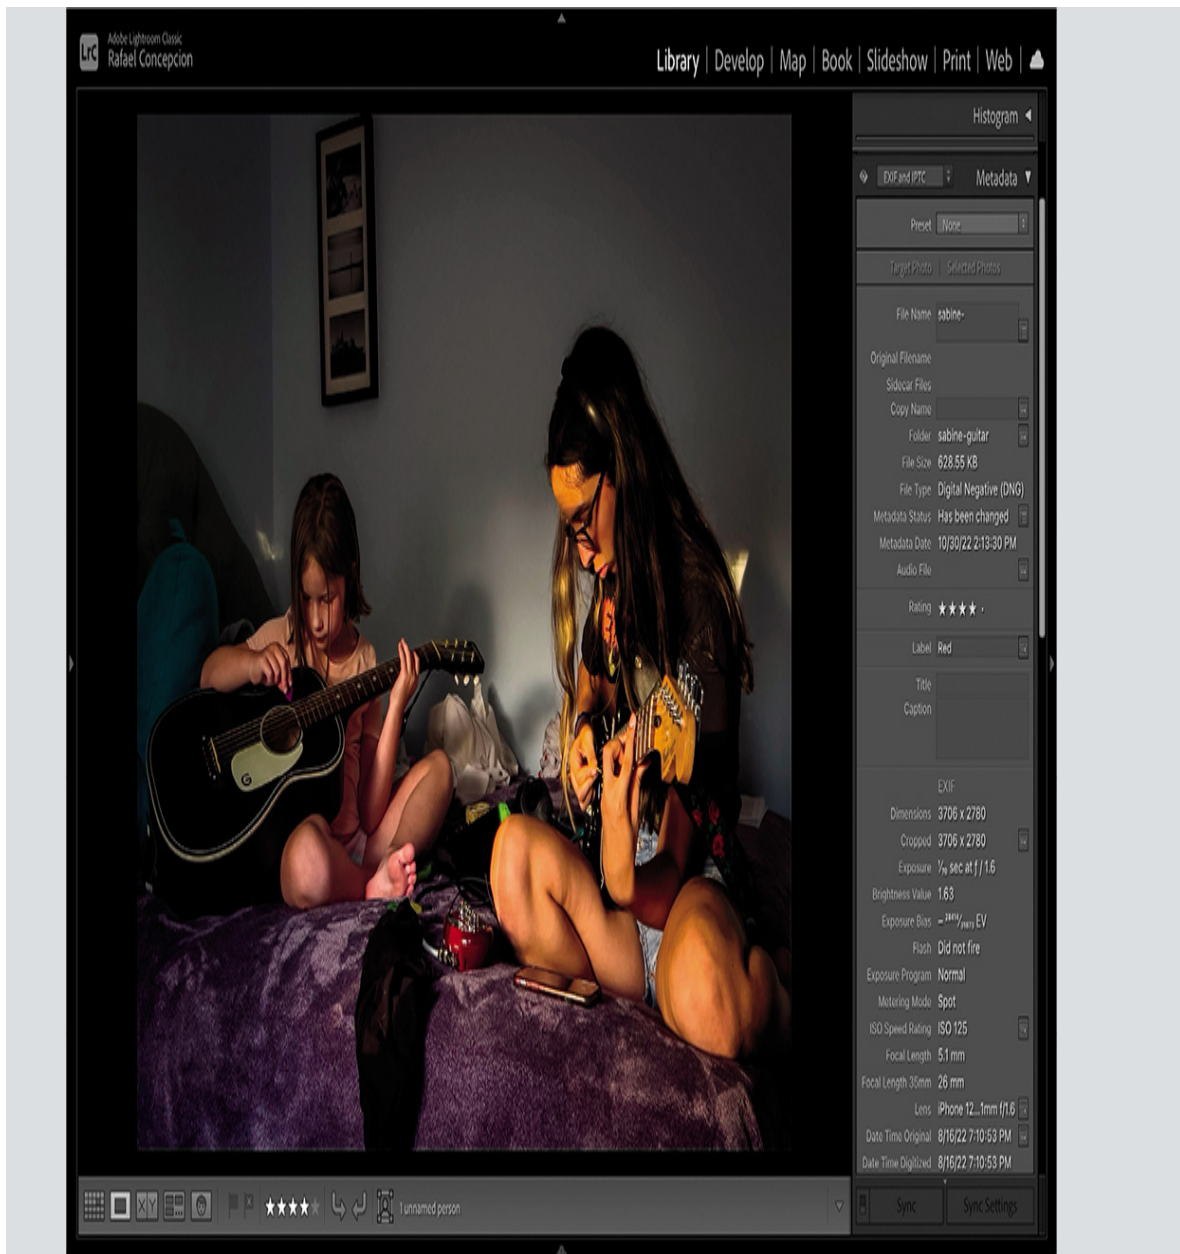 LrC
Adobe Lightroom Classic
Rafael Concepcion
Library | Develop | Map | Book | Slideshow | Print | Web |
Histogram
EXIF and IPTC Metadata
Preset None
Target Photo Selected Photos
File Name sabine-
Original Filename
Sidecar Files
Copy Name
Folder sabine-guitar
File Size 628.55 KB
File Type Digital Negative (DNG)
Metadata Status Has been changed
Metadata Date 10/30/22 2:13:30 PM
Audio File
Rating ★★★★ ·
Label Red
Title
Caption
EXIF
Dimensions 3706 x 2780
Cropped 3706 x 2780
Exposure sec at ƒ / 1.6
Brightness Value 1.63
Exposure Bias EV
Flash Did not fire
Exposure Program Normal
Metering Mode Spot
ISO Speed Rating ISO 125
Focal Length 5.1 mm
Focal Length 35mm 26 mm
Lens iPhone 12...1mm f/1.6
Date Time Original 8/16/22 7:10:53 PM
Date Time Digitized 8/16/22 7:10:53 PM
G
XY
1 unnamed person
Sync Sync Settings